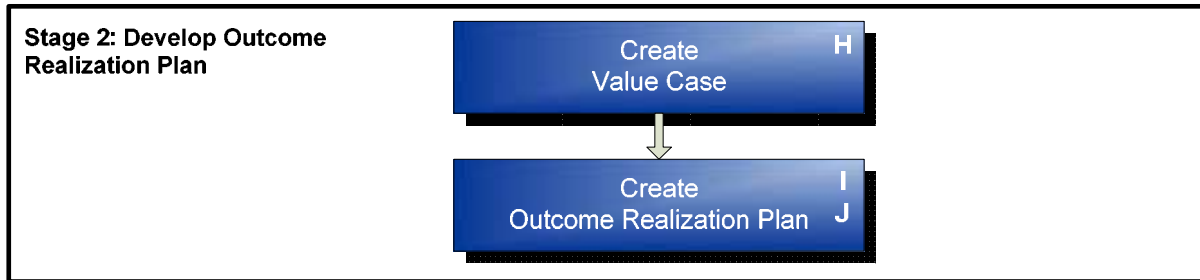 Stage 2: Develop Outcome
Realization Plan
Create
Value Case
H
Create
Outcome Realization Plan
I
J